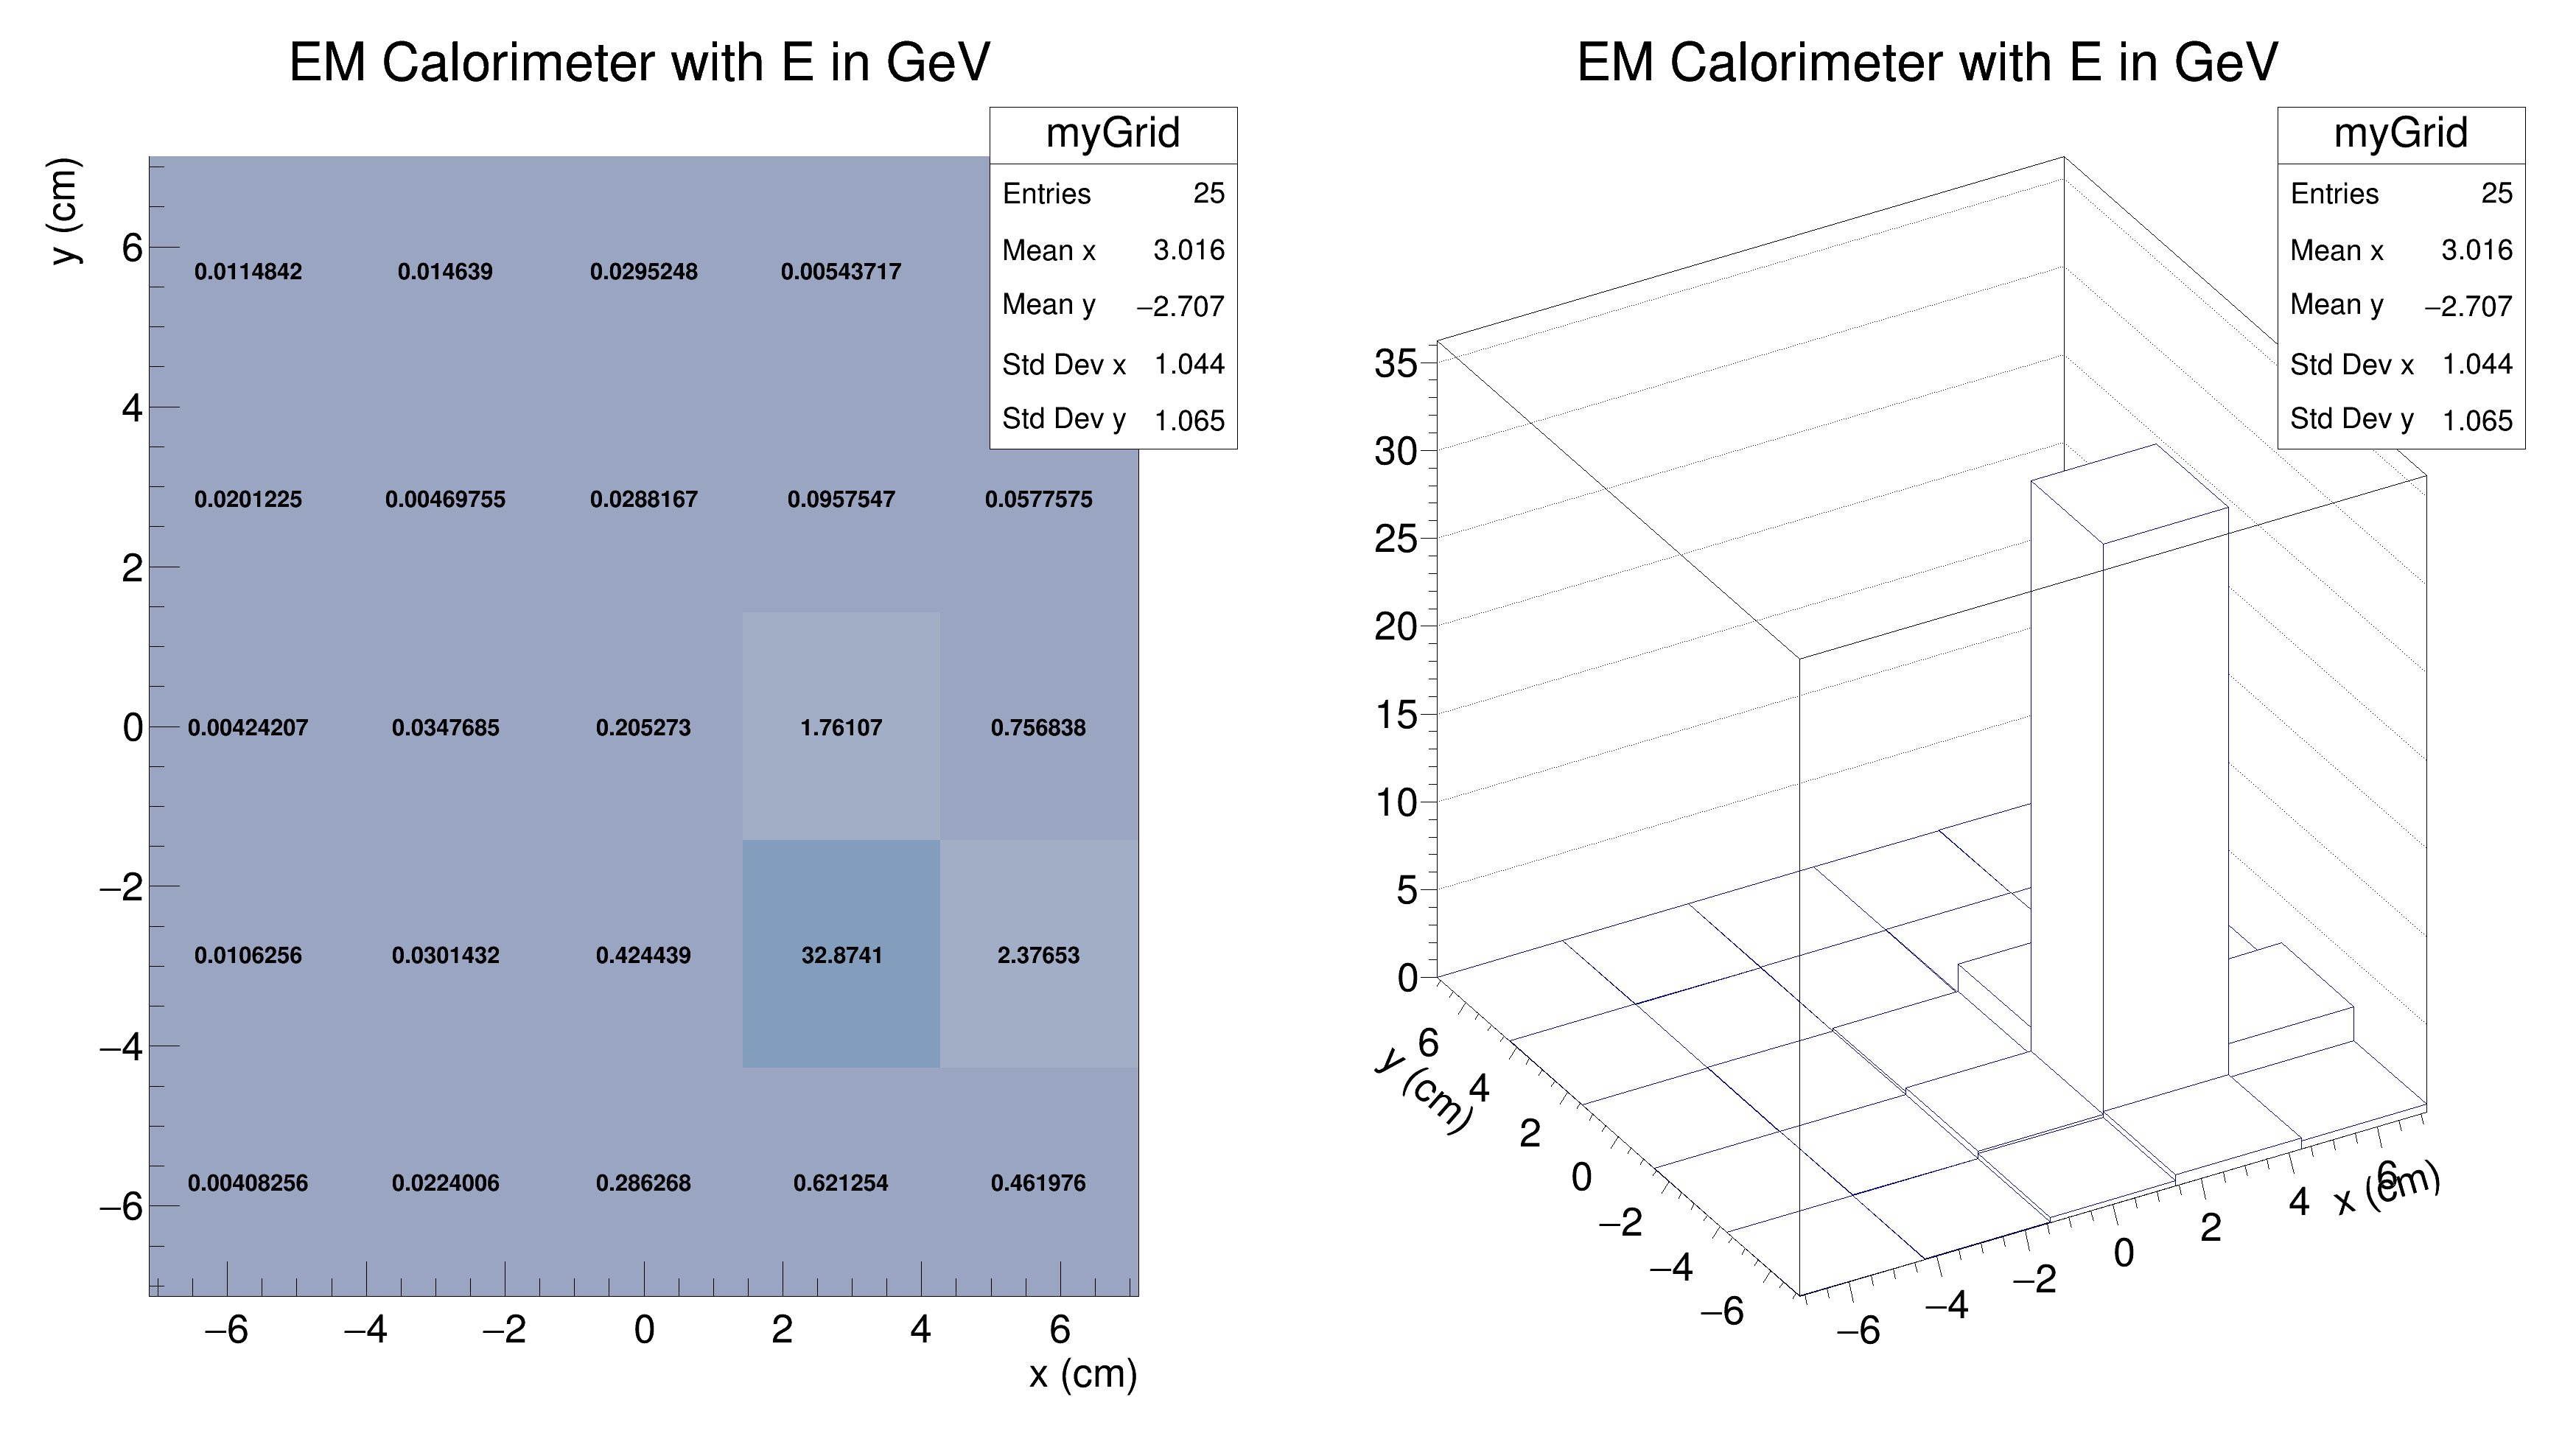 EM Calorimeter with E in GeV
myGrid
Entries 25
Mean x 3.016
Mean y −2.707
Std Dev x 1.044
Std Dev y 1.065
y (cm)
6
4
2
0
−2
−4
−6
0.0114842 0.014639 0.0295248 0.00543717
0.0201225 0.00469755 0.0288167 0.0957547 0.0577575
0.00424207 0.0347685 0.205273 1.76107 0.756838
0.0106256 0.0301432 0.424439 32.8741 2.37653
0.00408256 0.0224006 0.286268 0.621254 0.461976
−6 −4 −2 0 2 4 6
x (cm)
EM Calorimeter with E in GeV
myGrid
Entries 25
Mean x 3.016
Mean y −2.707
Std Dev x 1.044
Std Dev y 1.065
35
30
25
20
15
10
5
0
y (cm)
6
4
2
0
−2
−4
−6
−6 −4 −2 0 2 4 6
x (cm)